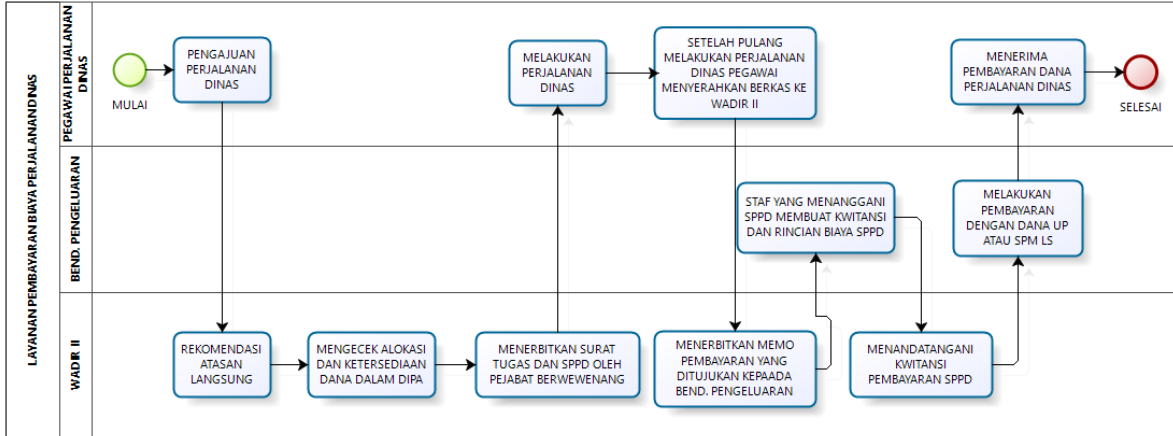 LAYANAN PEMBAYARAN BIAYA PERJALANANDNAS
PEGAWAI PERJALANAN
DINAS
MULAI
PENGAJUAN
PERJALANAN
DINAS
MELAKUKAN
PERJALANAN
DINAS
SETELAH PULANG
MELAKUKAN PERJALANAN
DINAS PEGAWAI
MENYERAHKAN BERKAS KE
WADIR II
MENERIMA
PEMBAYARAN DANA
PERJALANAN DINAS
SELESAI
BEND. PENGELUARAN
STAF YANG MENANGGANI
SPPD MEMBUAT KWITANSI
DAN RINCIAN BIAYA SPPD
MELAKUKAN
PEMBAYARAN
DENGAN DANA UP
ATAU SPM LS
WADIR II
REKOMENDASI
ATASAN
LANGSUNG
MENGECEK ALOKASI
DAN KETERSEDIAAN
DANA DALAM DIPA
MENERBITKAN SURAT
TUGAS DAN SPPD OLEH
PEJABAT BERWEWENANG
MENERBITKAN MEMO
PEMBAYARAN YANG
DITUJUKAN KEPAADA
BEND. PENGELUARAN
MENANDATANGANI
KWITANSI
PEMBAYARAN SPPD